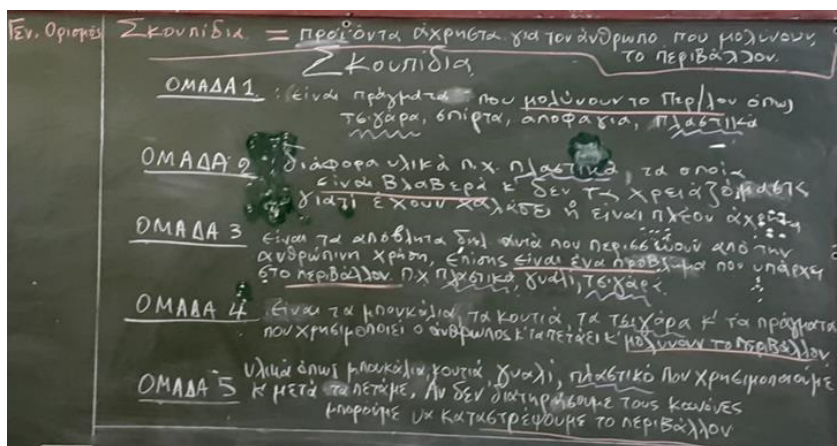 Γεν. Ορισμός Σκουπίδια = προϊόντα άχρηστα για τον άνθρωπο που μολύνουν
το περιβάλλον.
Σκουπίδια
ΟΜΑΔΑ 1 : είναι πράγματα που μολύνουν το περ/λον όπως
τσιγάρα, σπίρτα, αποφάγια, πλαστικά
ΟΜΑΔΑ 2 : διάφορα υλικά π.χ. πλαστικά, τα οποία
είναι βλαβερά κ' δεν τα χρειαζόμαστε
γιατί έχουν χαλάσει ή είναι πλέον άχρηστα
ΟΜΑΔΑ 3 είναι τα απόβλητα δηλ. αυτά που περισσεύουν από την
ανθρώπινη χρήση, επίσης είναι ένα πρόβλημα που υπάρχει
στο περιβάλλον. π.χ. πλαστικά, γυαλί, τσιγάρα
ΟΜΑΔΑ 4 είναι τα μπουκάλια, τα κουτιά, τα τσιγάρα κ' τα πράγματα
που χρησιμοποιεί ο άνθρωπος κ' τα πετάει κ' μολύνουν το περιβάλλον
ΟΜΑΔΑ 5 υλικά όπως μπουκάλια, κουτιά, γυαλί, πλαστικό που χρησιμοποιούμε
κ' μετά τα πετάμε. Αν δεν διατηρήσουμε τους κανόνες
μπορούμε να καταστρέψουμε το περιβάλλον